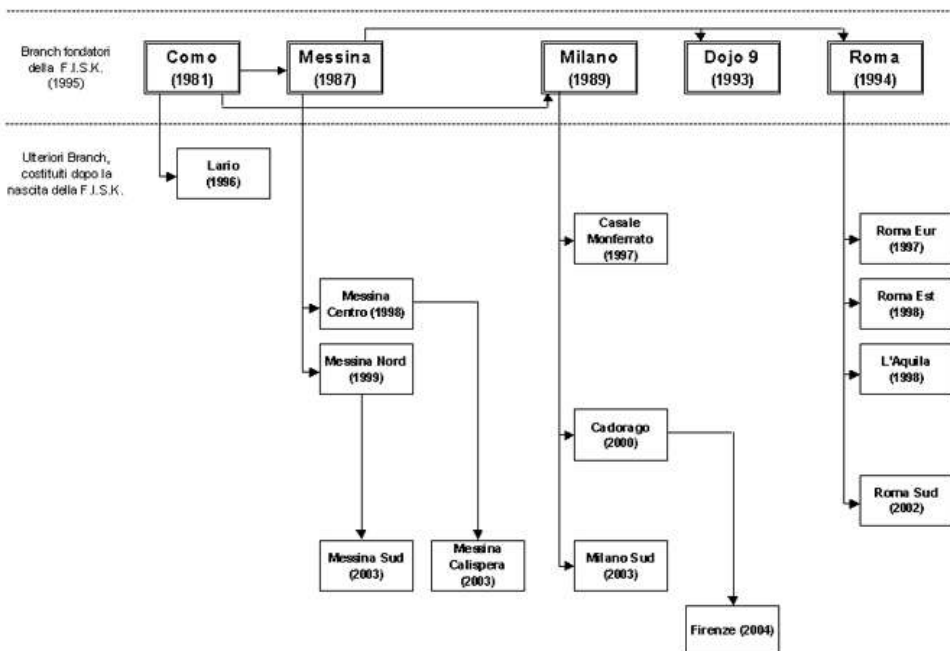 Branch fondatori
della F.I.S.K.
(1995)
Como
(1981)
Messina
(1987)
Milano
(1989)
Dojo 9
(1993)
Roma
(1994)
Ulteriori Branch,
costituiti dopo la
nascita della F.I.S.K.
Lario
(1996)
Casale
Monferrato
(1997)
Roma Eur
(1997)
Messina
Centro (1998)
Roma Est
(1998)
Messina Nord
(1999)
L'Aquila
(1998)
Cadorago
(2000)
Roma Sud
(2002)
Messina Sud
(2003)
Messina
Calispera
(2003)
Milano Sud
(2003)
Firenze (2004)